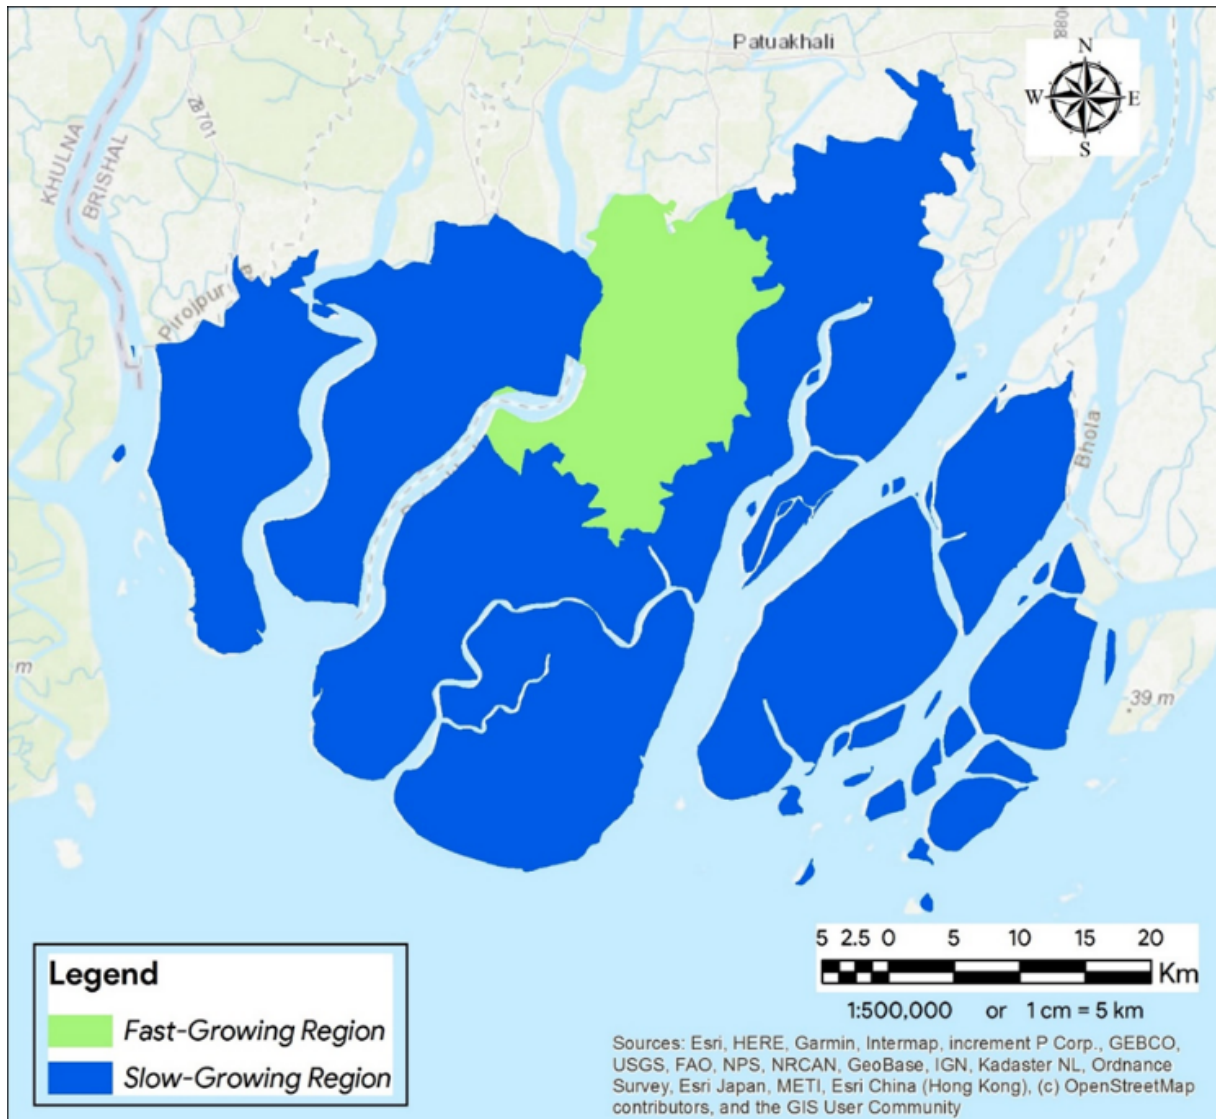 Patuakhali
Z8701
N
W E
S
KHULNA
BRISHAL
Pirojpur
Bhola
-39 m
m
5 2.5 0 5 10 15 20
Km
1:500,000 or 1 cm = 5 km
Legend
Fast-Growing Region
Slow-Growing Region
Sources: Esri, HERE, Garmin, Intermap, increment P Corp., GEBCO,
USGS, FAO, NPS, NRCAN, GeoBase, IGN, Kadaster NL, Ordnance
Survey, Esri Japan, METI, Esri China (Hong Kong), (c) OpenStreetMap
contributors, and the GIS User Community